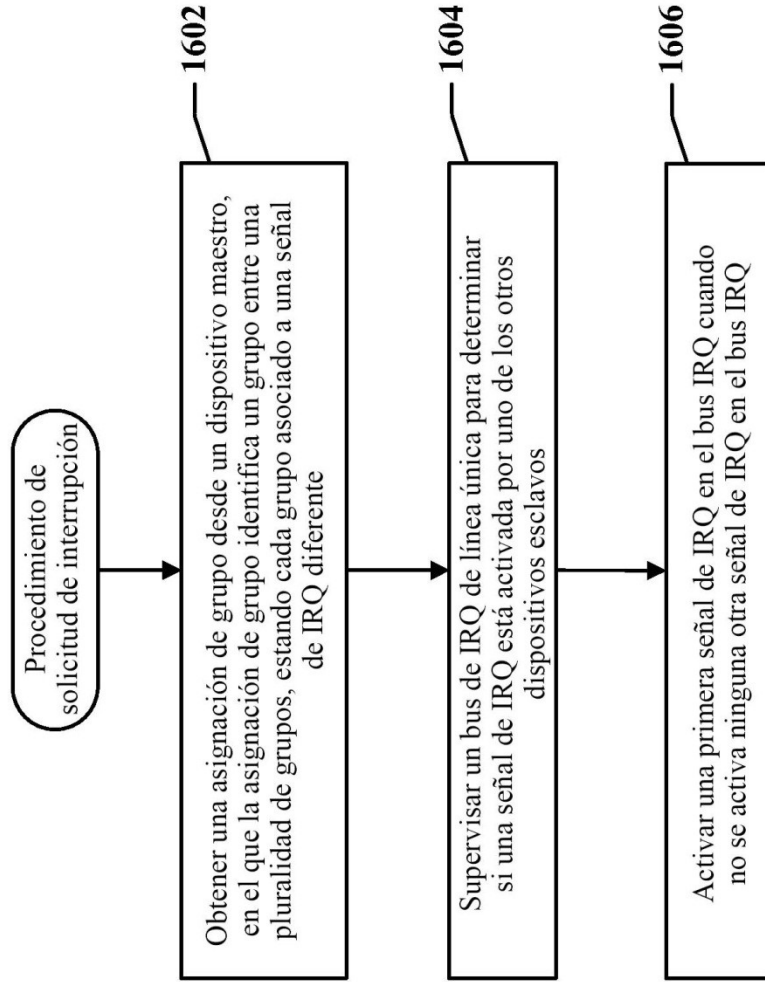 Procedimiento de
solicitud de interrupción
1602
Obtener una asignación de grupo desde un dispositivo maestro,
en el que la asignación de grupo identifica un grupo entre una
pluralidad de grupos, estando cada grupo asociado a una señal
de IRQ diferente
1604
Supervisar un bus de IRQ de línea única para determinar
si una señal de IRQ está activada por uno de los otros
dispositivos esclavos
1606
Activar una primera señal de IRQ en el bus IRQ cuando
no se activa ninguna otra señal de IRQ en el bus IRQ